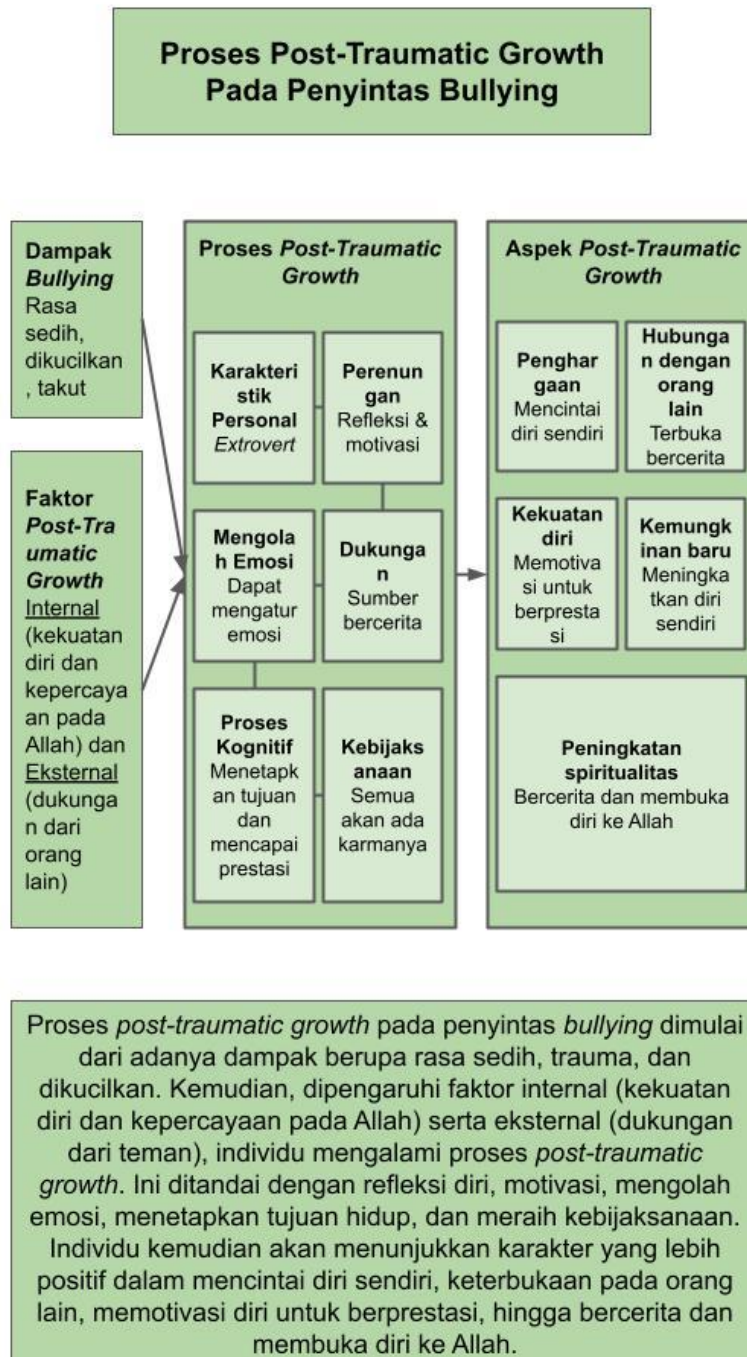 Proses Post-Traumatic Growth
Pada Penyintas Bullying
Dampak
Bullying
Rasa
sedih,
dikucilkan
, takut
Faktor
Post-Tra
umatic
Growth
Internal
(kekuatan
diri dan
kepercay
an pada
Allah) dan
Eksternal
(dukunga
n dari
orang
lain)
Proses Post-Traumatic
Growth
Karakteri
stik
Personal
Extrovert
Perenun
gan
Refleksi &
motivasi
Mengola
h Emosi
Dapat
mengatur
emosi
Dukunga
n
Sumber
bercerita
Proses
Kognitif
Menetapk
an tujuan
dan
mencapai
prestasi
Kebijaks
anaan
Semua
akan ada
karmanya
Aspek Post-Traumatic
Growth
Penghar
gaan
Mencintai
diri sendiri
Hubunga
n dengan
orang
lain
Terbuka
bercerita
Kekuatan
diri
Memotiva
si untuk
berpresta
si
Kemungk
inan baru
Meningka
tkan diri
sendiri
Peningkatan
spiritualitas
Bercerita dan membuka
diri ke Allah
Proses post-traumatic growth pada penyintas bullying dimulai
dari adanya dampak berupa rasa sedih, trauma, dan
dikucilkan. Kemudian, dipengaruhi faktor internal (kekuatan
diri dan kepercayaan pada Allah) serta eksternal (dukungan
dari teman), individu mengalami proses post-traumatic
growth. Ini ditandai dengan refleksi diri, motivasi, mengolah
emosi, menetapkan tujuan hidup, dan meraih kebijaksanaan.
Individu kemudian akan menunjukkan karakter yang lebih
positif dalam mencintai diri sendiri, keterbukaan pada orang
lain, memotivasi diri untuk berprestasi, hingga bercerita dan
membuka diri ke Allah.